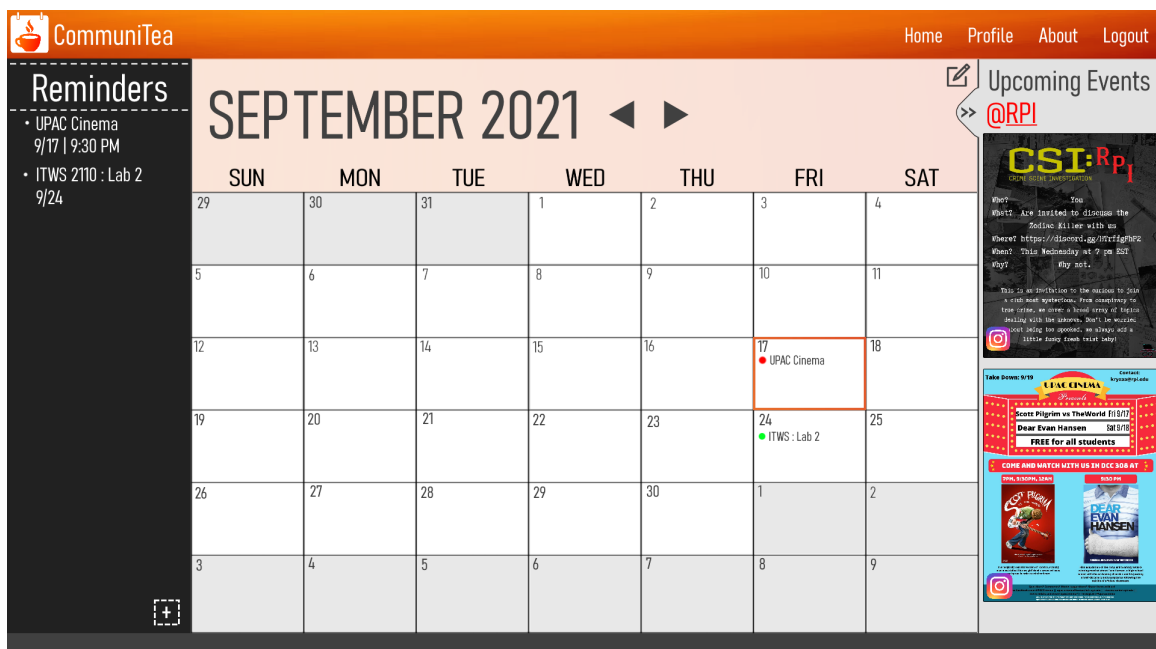 CommuniTea
Home Profile About Logout
Reminders
• UPAC Cinema
9/17 | 9:30 PM
• ITWS 2110 : Lab 2
9/24
SEPTEMBER 2021
SUN MON TUE WED THU FRI SAT
29 30 31 1 2 3 4
5 6 7 8 9 10 11
12 13 14 15 16 17 18
UPAC Cinema
19 20 21 22 23 24 25
ITWS : Lab 2
26 27 28 29 30 1 2
3 4 5 6 7 8 9
Upcoming Events
@RPI
CSI:RPI
CRIME SCENE INVESTIGATION
Who? You
What? Are invited to discuss the
Zodiac Killer with us
Where? https://discord.gg/
When? This Wednesday at 7 pm EST
Why? Why not.
This is an invitation to the curious to join
a club most mysterious. From conspiracy to
true crime, we cover a broad array of topics
dealing with the unknown. Don't be worried
about being too spooked, we always add a
little funky fresh twist baby!
Take Down: 9/19
Contact:
UPAC CINEMA
Presents
Scott Pilgrim vs TheWorld Fri 9/17
Dear Evan Hansen Sat 9/18
FREE for all students
COME AND WATCH WITH US IN DCC 308 AT
7PM, 9:30PM, 12AM
SCOTT PILGRIM
DEAR
EVAN
HANSEN